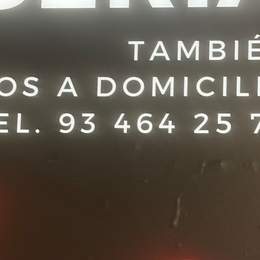 TAMBIÉ
OS A DOMICILI
EL. 93 464 25 7